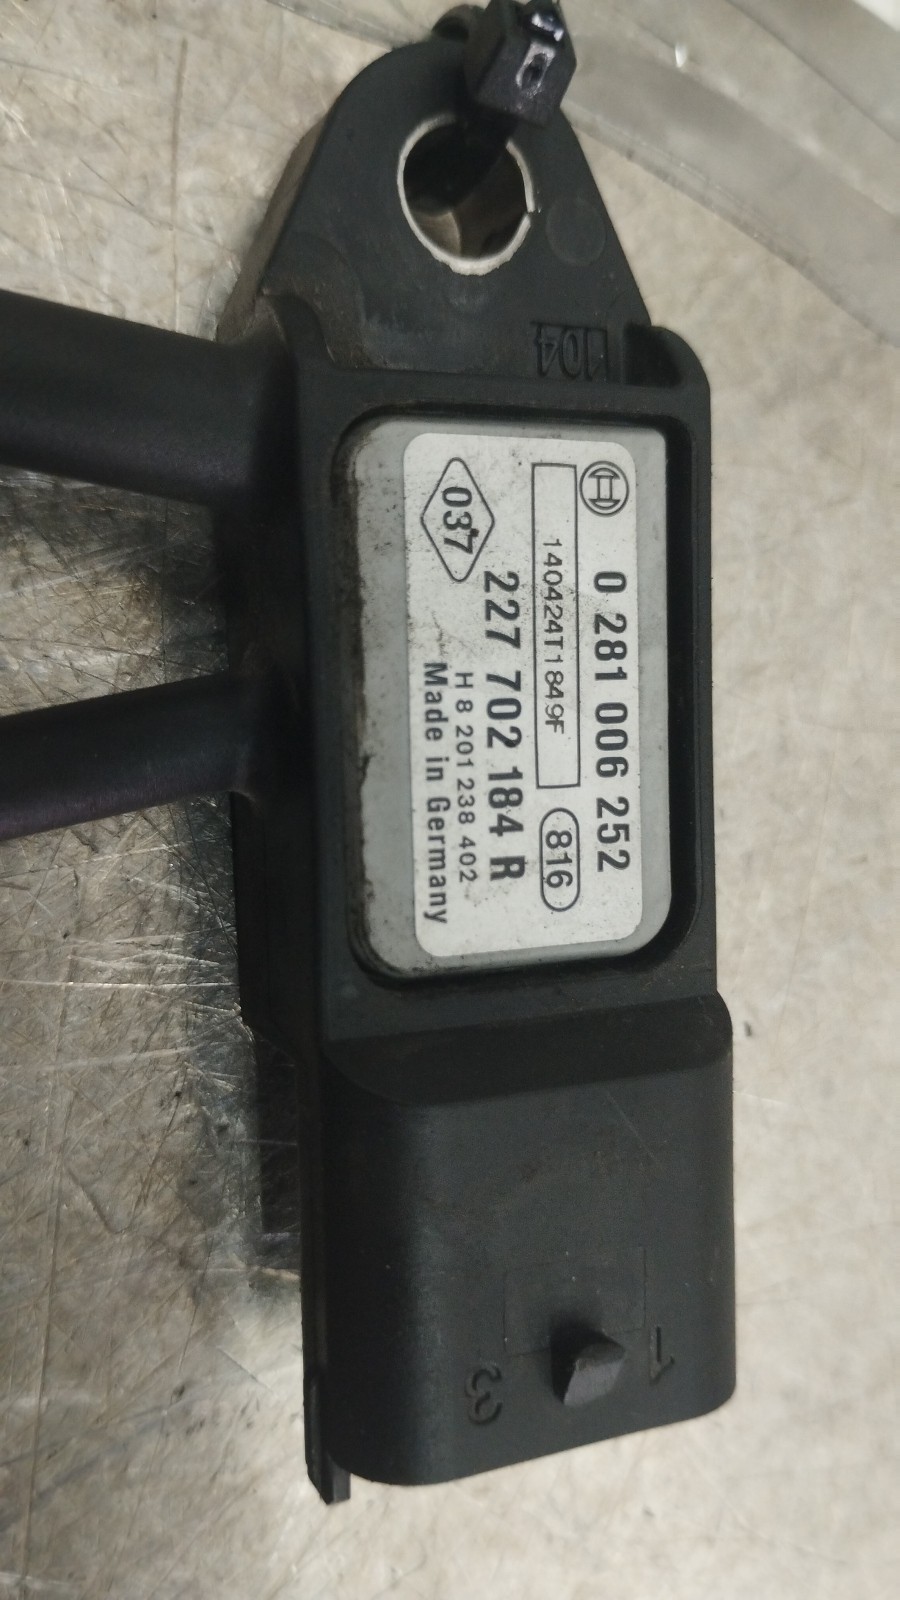 0 281 006 252
140424T1849F 816
037 227 702 184 R
H 8 201 238 402
Made in Germany
104
1
3